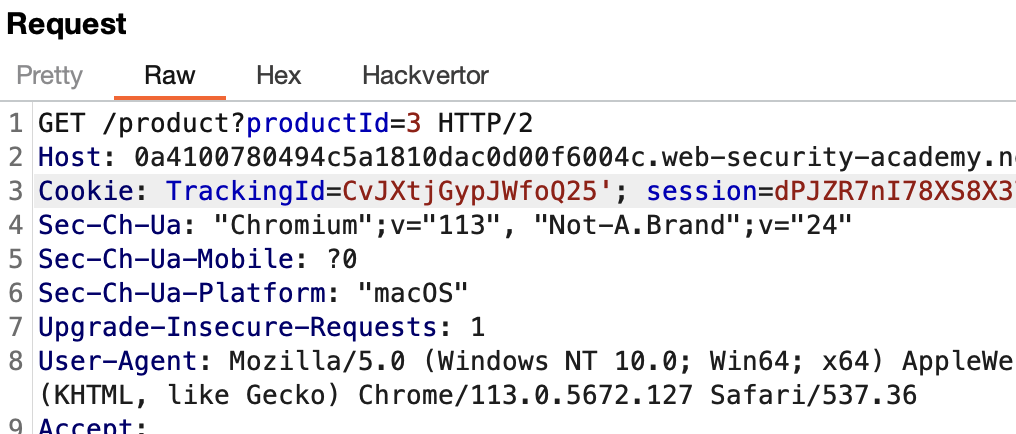 Request
Pretty Raw Hex Hackvertor
1 GET /product?productId=3 HTTP/2
2 Host: 0a4100780494c5a1810dac0d00f6004c.web-security-academy.ne
3 Cookie: TrackingId=CvJXtjGypJWfoQ25'; session=dPJZR7nI78XS8X3
4 Sec-Ch-Ua: "Chromium";v="113", "Not-A.Brand";v="24"
5 Sec-Ch-Ua-Mobile: ?0
6 Sec-Ch-Ua-Platform: "macOS"
7 Upgrade-Insecure-Requests: 1
8 User-Agent: Mozilla/5.0 (Windows NT 10.0; Win64; x64) AppleWe
(KHTML, like Gecko) Chrome/113.0.5672.127 Safari/537.36
9 Accept: